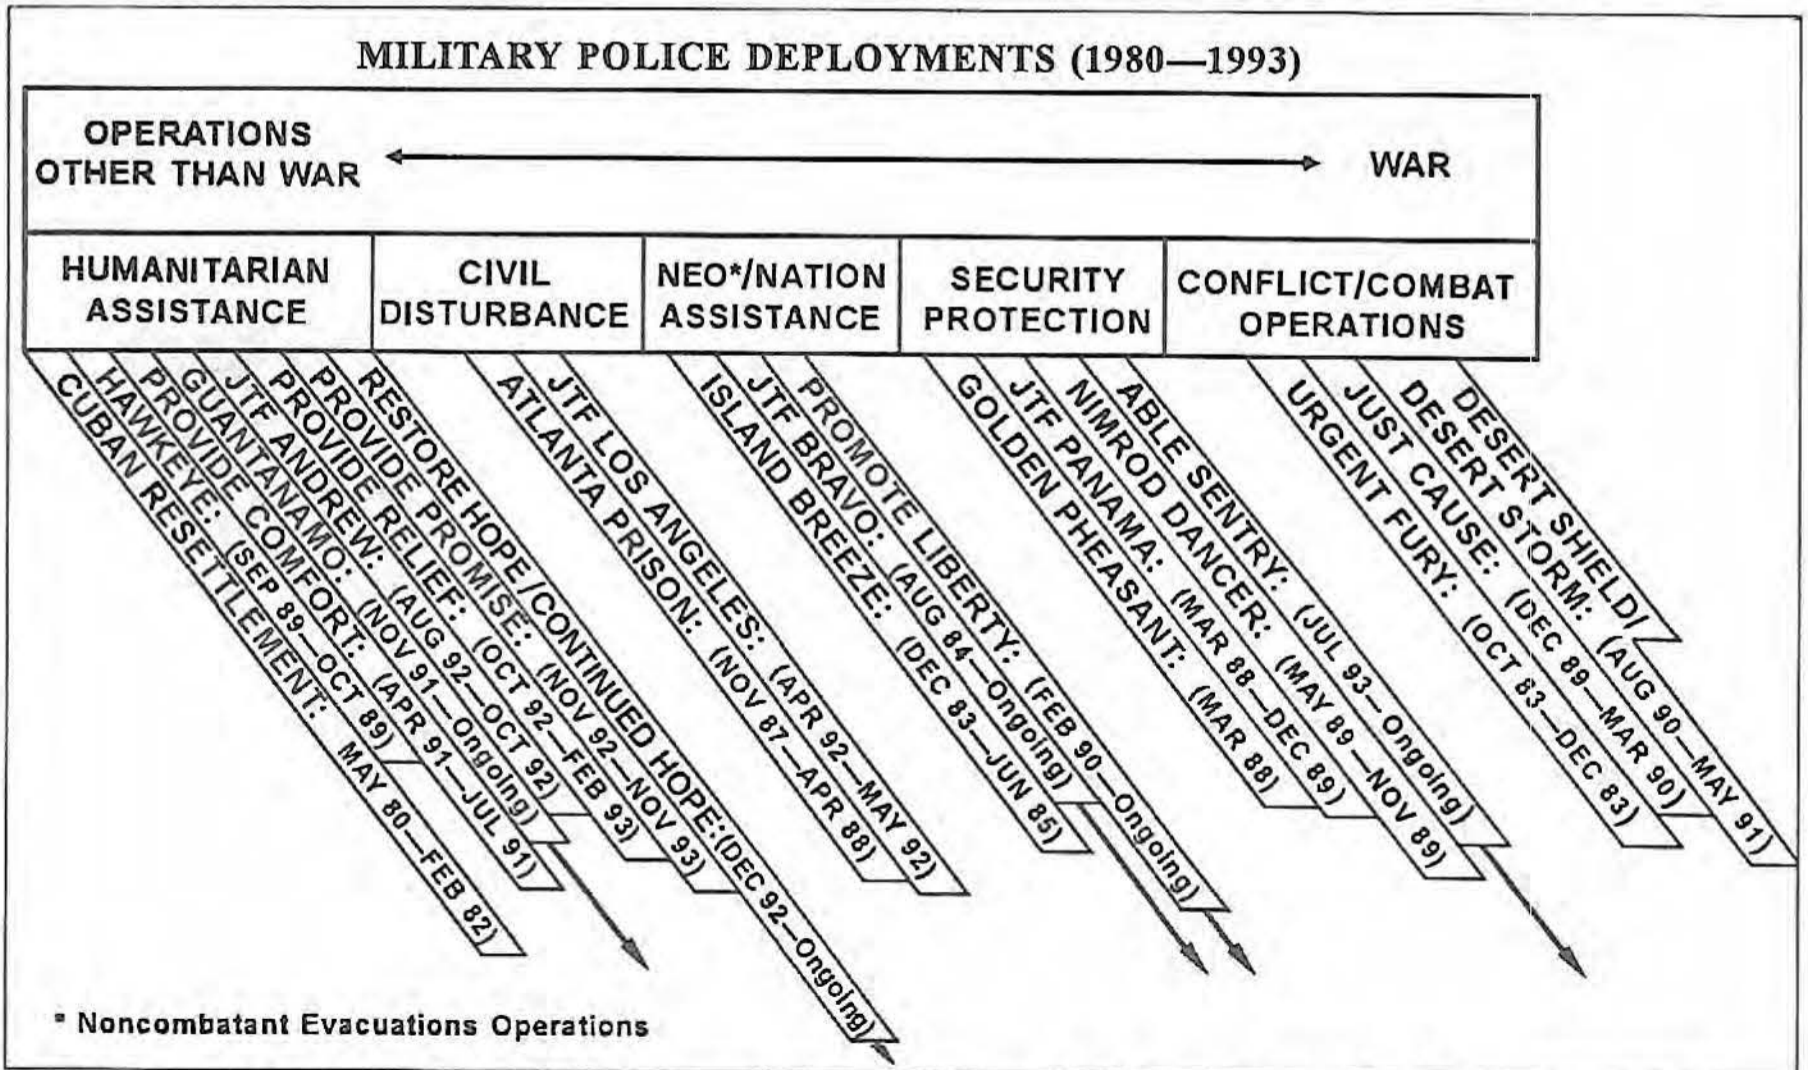 MILITARY POLICE DEPLOYMENTS (1980—1993)
OPERATIONS
OTHER THAN WAR
WAR
HUMANITARIAN
ASSISTANCE
CIVIL
DISTURBANCE
NEO*/NATION
ASSISTANCE
SECURITY
PROTECTION
CONFLICT/COMBAT
OPERATIONS
CUBAN RESETTLEMENT: MAY 80—FEB 82)
HAWKEYE: (SEP 89—OCT 89)
PROVIDE COMFORT: (APR 91—JUL 91)
GUANTANAMO: (NOV 91—Ongoing)
JTF ANDREW: (AUG 92—OCT 92)
PROVIDE RELIEF: (OCT 92—FEB 93)
PROVIDE PROMISE: (NOV 92—NOV 93)
RESTORE HOPE/CONTINUED HOPE:(DEC 92—Ongoing)
ATLANTA PRISON: (NOV 87—APR 88)
JTF LOS ANGELES: (APR 92—MAY 92)
ISLAND BREEZE: (DEC 83—JUN 85)
JTF BRAVO: (AUG 84—Ongoing)
PROMOTE LIBERTY: (FEB 90—Ongoing)
GOLDEN PHEASANT: (MAR 88)
JTF PANAMA: (MAR 88—DEC 89)
NIMROD DANCER: (MAY 89—NOV 89)
ABLE SENTRY: (JUL 93—Ongoing)
URGENT FURY: (OCT 83—DEC 83)
JUST CAUSE: (DEC 89—MAR 90)
DESERT SHIELD/
DESERT STORM: (AUG 90—MAY 91)
* Noncombatant Evacuations Operations